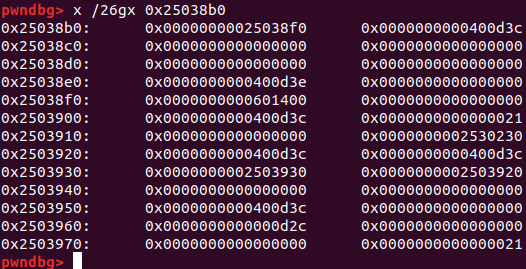 pwndbg> x /26gx 0x25038b0
0x25038b0: 0x00000000025038f0 0x0000000000400d3c
0x25038c0: 0x0000000000000000 0x0000000000000000
0x25038d0: 0x0000000000000000 0x0000000000000000
0x25038e0: 0x0000000000400d3e 0x0000000000000000
0x25038f0: 0x0000000000601400 0x0000000000000000
0x2503900: 0x0000000000400d3c 0x0000000000000021
0x2503910: 0x0000000000000000 0x0000000002530230
0x2503920: 0x0000000000400d3c 0x0000000000400d3c
0x2503930: 0x0000000002503930 0x0000000002503920
0x2503940: 0x0000000000000000 0x0000000000000000
0x2503950: 0x0000000000400d3c 0x0000000000000000
0x2503960: 0x0000000000000d2c 0x0000000000000000
0x2503970: 0x0000000000000000 0x0000000000000021
pwndbg>